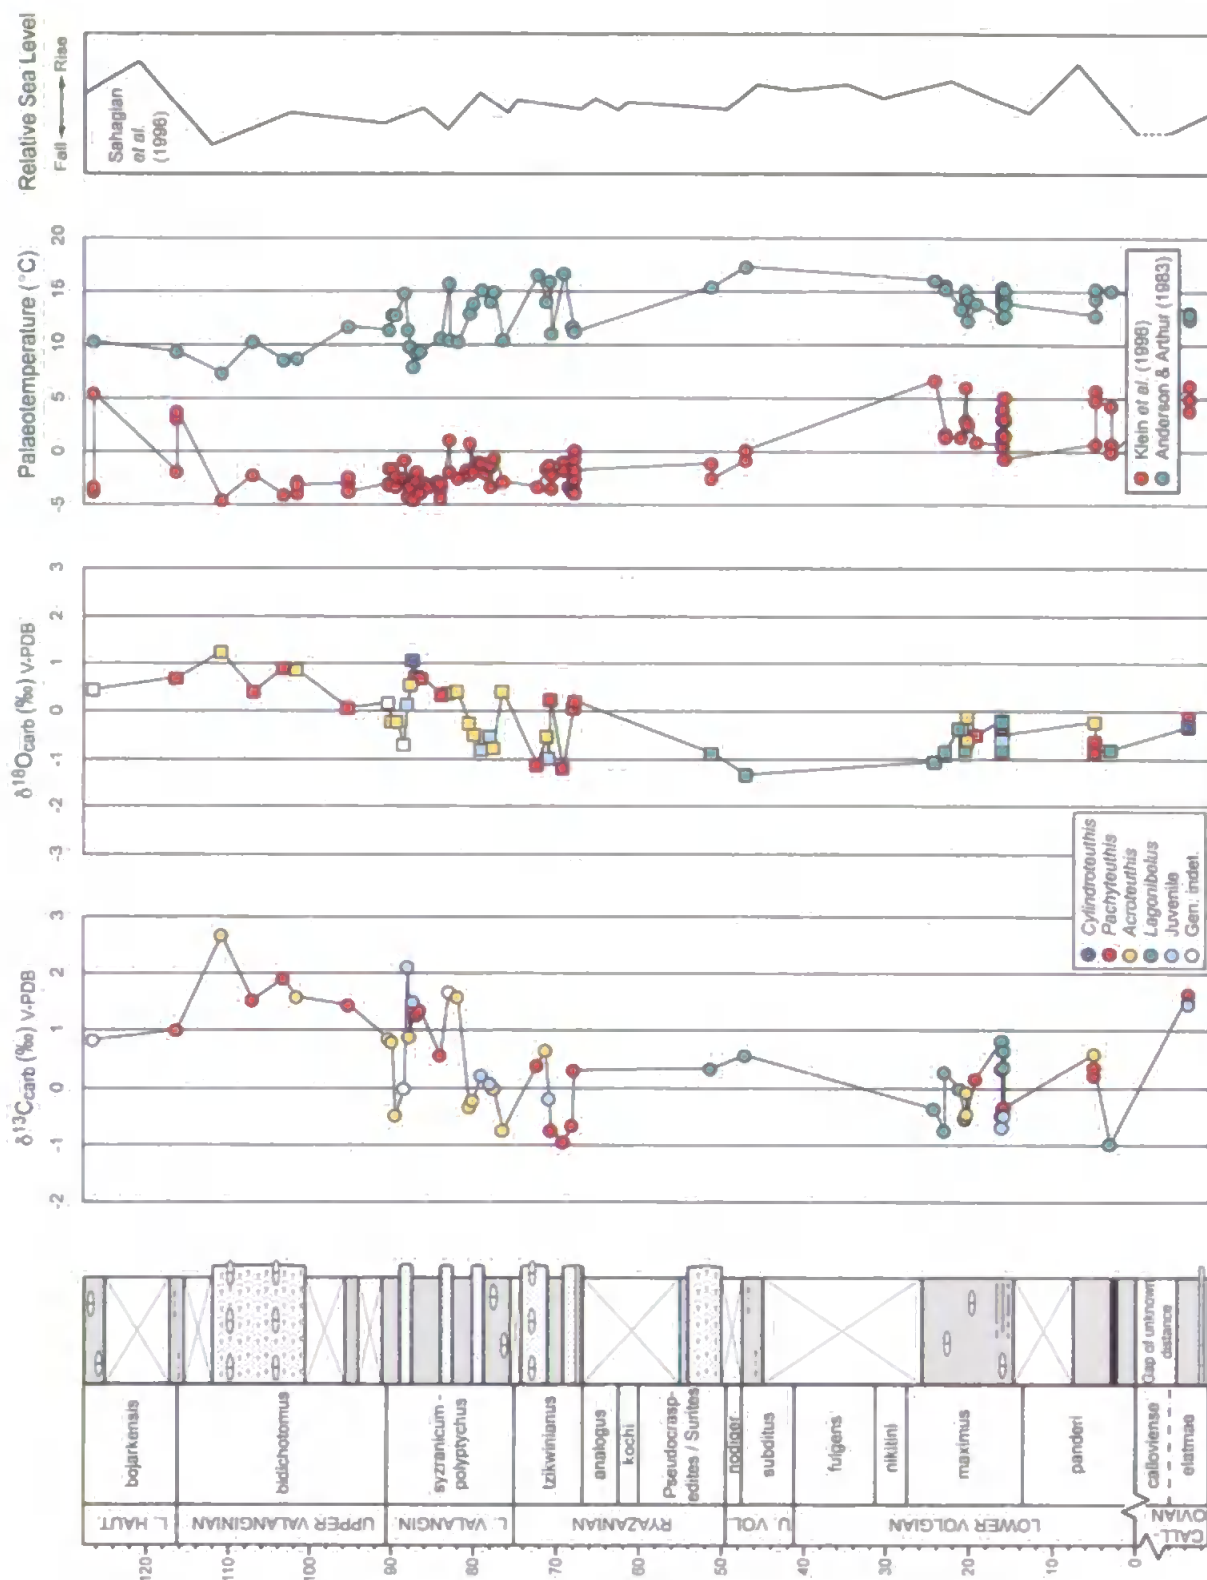 Relative Sea Level
Fall
Rise
Sahagian
et al.
(1996)
Palaeotemperature (°C)
-5
0
5
10
15
20
Klein et al. (1996)
Anderson & Arthur (1983)
δ18Ocarb (‰) V-PDB
-3
-2
-1
0
1
2
3
δ13Ccarb (‰) V-PDB
-2
-1
0
1
2
3
Cylindroteuthis
Pachyteuthis
Acroteuthis
Lagonibelus
Juvenile
Gen. indet.
Gap of unknown
distance
bojarkensis
bidichotomus
syzranicum -
polyptychus
tzikwinianus
analogus
kochi
Pseudocrasp-
edites / Surites
nodiger
subditus
fulgens
nikitini
maximus
panderi
calloviense
elatmae
L. HAUT.
UPPER VALANGINIAN
L. VALANGIN.
RYAZANIAN
U. VOL.
LOWER VOLGIAN
CALL-
OVIAN
120
110
100
90
80
70
60
50
40
30
20
10
0